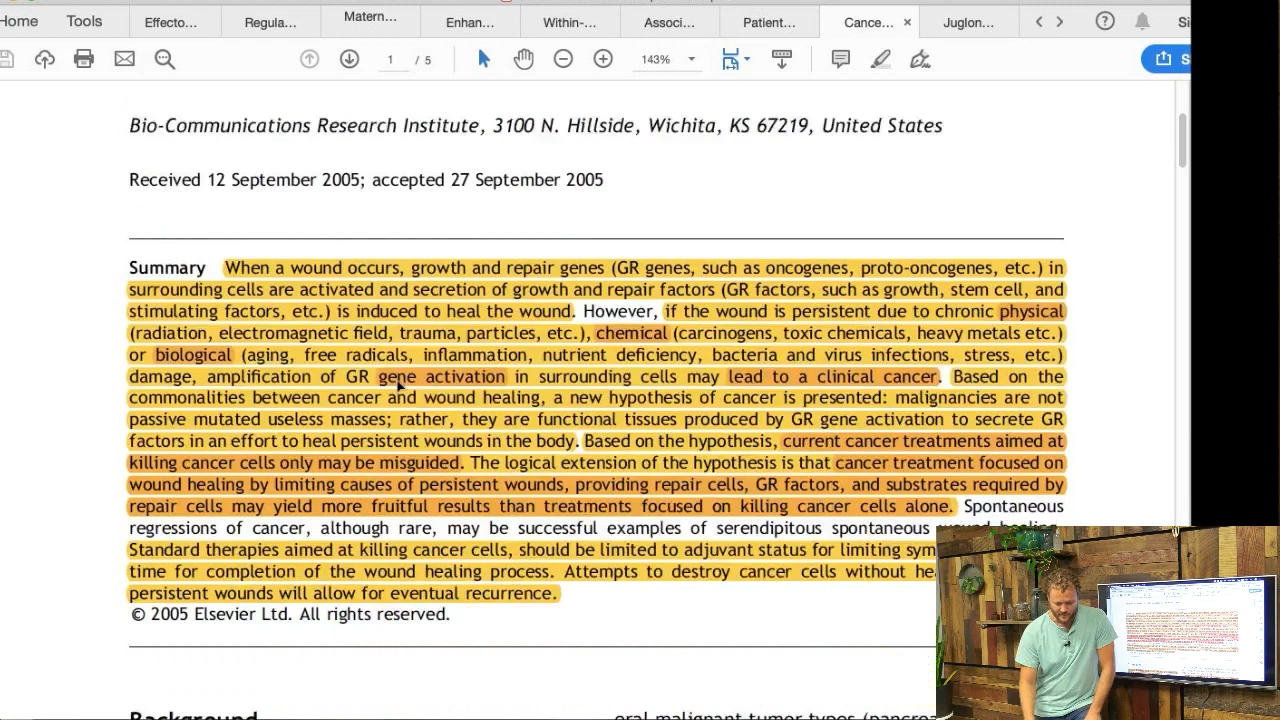 Home Tools Effecto... Regula... Matern... Enhan... Within-... Associ... Patient... Cance... × Juglon...
1 / 5 143%
Bio-Communications Research Institute, 3100 N. Hillside, Wichita, KS 67219, United States
Received 12 September 2005; accepted 27 September 2005
Summary When a wound occurs, growth and repair genes (GR genes, such as oncogenes, proto-oncogenes, etc.) in
surrounding cells are activated and secretion of growth and repair factors (GR factors, such as growth, stem cell, and
stimulating factors, etc.) is induced to heal the wound. However, if the wound is persistent due to chronic physical
(radiation, electromagnetic field, trauma, particles, etc.), chemical (carcinogens, toxic chemicals, heavy metals etc.)
or biological (aging, free radicals, inflammation, nutrient deficiency, bacteria and virus infections, stress, etc.)
damage, amplification of GR gene activation in surrounding cells may lead to a clinical cancer. Based on the
commonalities between cancer and wound healing, a new hypothesis of cancer is presented: malignancies are not
passive mutated useless masses; rather, they are functional tissues produced by GR gene activation to secrete GR
factors in an effort to heal persistent wounds in the body. Based on the hypothesis, current cancer treatments aimed at
killing cancer cells only may be misguided. The logical extension of the hypothesis is that cancer treatment focused on
wound healing by limiting causes of persistent wounds, providing repair cells, GR factors, and substrates required by
repair cells may yield more fruitful results than treatments focused on killing cancer cells alone. Spontaneous
regressions of cancer, although rare, may be successful examples of serendipitous spontaneous wound healing.
Standard therapies aimed at killing cancer cells, should be limited to adjuvant status for limiting sym
time for completion of the wound healing process. Attempts to destroy cancer cells without he
persistent wounds will allow for eventual recurrence.
© 2005 Elsevier Ltd. All rights reserved.
Background oral malignant tumor types (pancrea